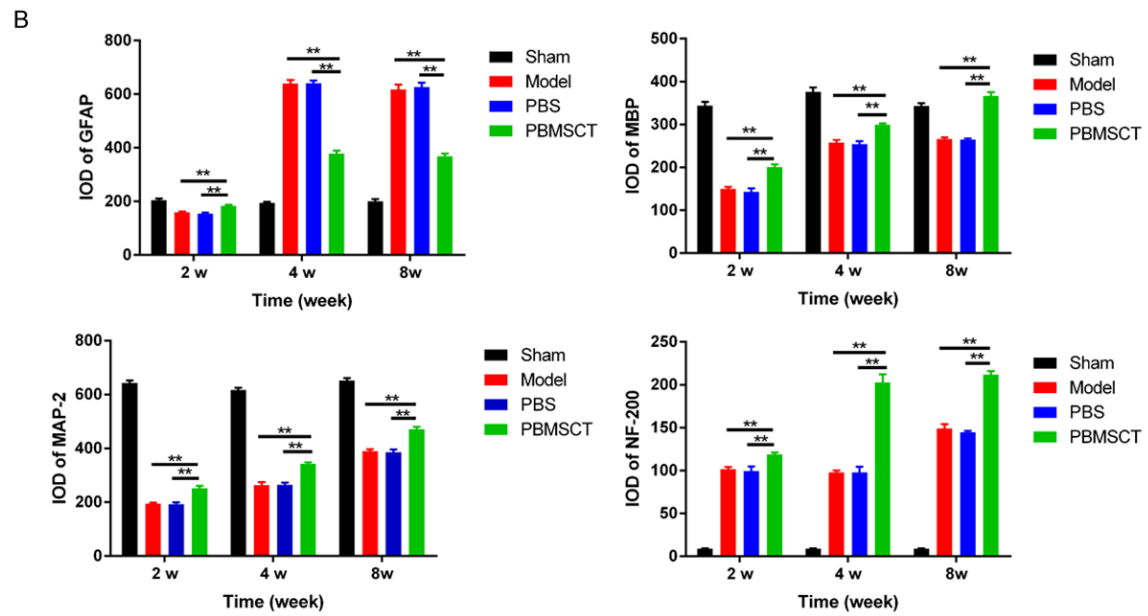 B
IOD of GFAP
800
600
400
200
0
** ** ** ** ** **
2 w 4 w 8w
Time (week)
Sham
Model
PBS
PBMSCT
IOD of MBP
500
400
300
200
100
0
** ** ** ** ** **
2 w 4 w 8w
Time (week)
Sham
Model
PBS
PBMSCT
IOD of MAP-2
800
600
400
200
0
** ** ** ** ** **
2 w 4 w 8w
Time (week)
Sham
Model
PBS
PBMSCT
IOD of NF-200
250
200
150
100
50
0
** ** ** ** ** **
2 w 4 w 8w
Time (week)
Sham
Model
PBS
PBMSCT